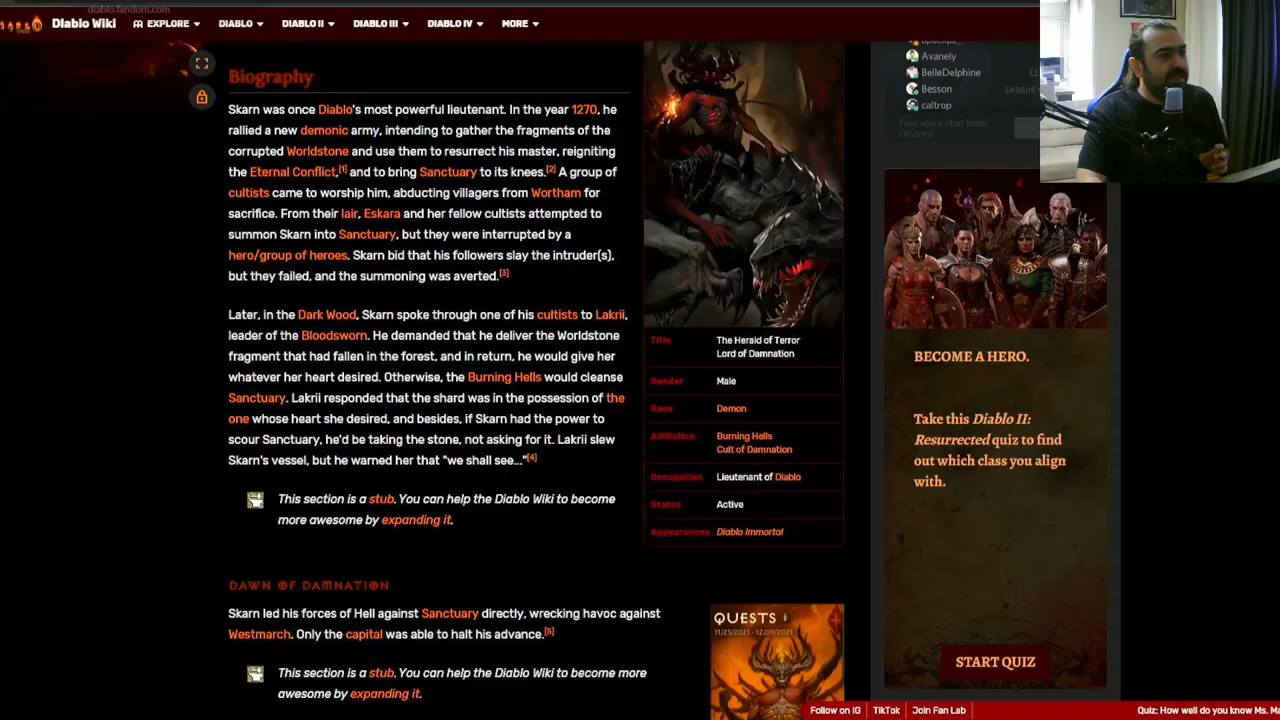 diablo.fandom.com
Diablo Wiki
EXPLORE
DIABLO
DIABLO II
DIABLO III
DIABLO IV
MORE
Biography
Skarn was once Diablo's most powerful lieutenant. In the year 1270, he
rallied a new demonic army, intending to gather the fragments of the
corrupted Worldstone and use them to resurrect his master, reigniting
the Eternal Conflict,[1] and to bring Sanctuary to its knees.[2] A group of
cultists came to worship him, abducting villagers from Wortham for
sacrifice. From their lair, Eskara and her fellow cultists attempted to
summon Skarn into Sanctuary, but they were interrupted by a
hero/group of heroes. Skarn bid that his followers slay the intruder(s),
but they failed, and the summoning was averted.[3]
Later, in the Dark Wood, Skarn spoke through one of his cultists to Lakrii,
leader of the Bloodsworn. He demanded that he deliver the Worldstone
fragment that had fallen in the forest, and in return, he would give her
whatever her heart desired. Otherwise, the Burning Hells would cleanse
Sanctuary. Lakrii responded that the shard was in the possession of the
one whose heart she desired, and besides, if Skarn had the power to
scour Sanctuary, he'd be taking the stone, not asking for it. Lakrii slew
Skarn's vessel, but he warned her that "we shall see..."[4]
This section is a stub. You can help the Diablo Wiki to become
more awesome by expanding it.
DAWN OF DAMNATION
Skarn led his forces of Hell against Sanctuary directly, wrecking havoc against
Westmarch. Only the capital was able to halt his advance.[5]
This section is a stub. You can help the Diablo Wiki to become more
awesome by expanding it.
Title
The Herald of Terror
Lord of Damnation
Gender
Male
Race
Demon
Affiliation
Burning Hells
Cult of Damnation
Occupation
Lieutenant of Diablo
Status
Active
Appearances
Diablo Immortal
QUESTS
11/25/2021 - 12/09/2021
Avanely
BelleDelphine
Besson
League
caltrop
Free voice chat from
Discord
BECOME A HERO.
Take this Diablo II:
Resurrected quiz to find
out which class you align
with.
START QUIZ
Follow on IG
TikTok
Join Fan Lab
Quiz: How well do you know Ms. Ma